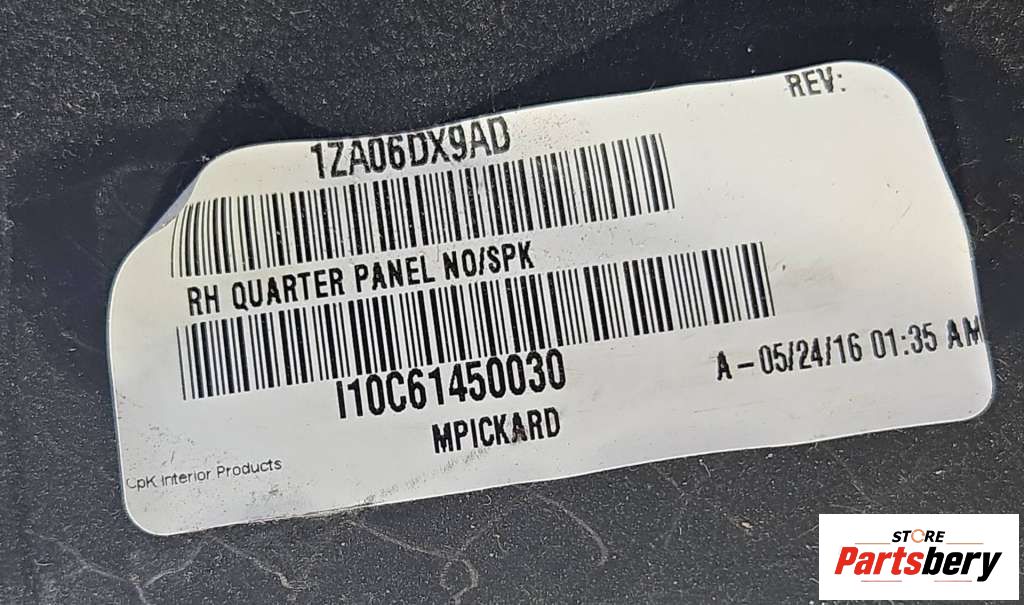 REV:
1ZA06DX9AD
RH QUARTER PANEL NO/SPK
I10C61450030
A - 05/24/16 01:35 AM
MPICKARD
CpK Interior Products
STORE
Partsbery